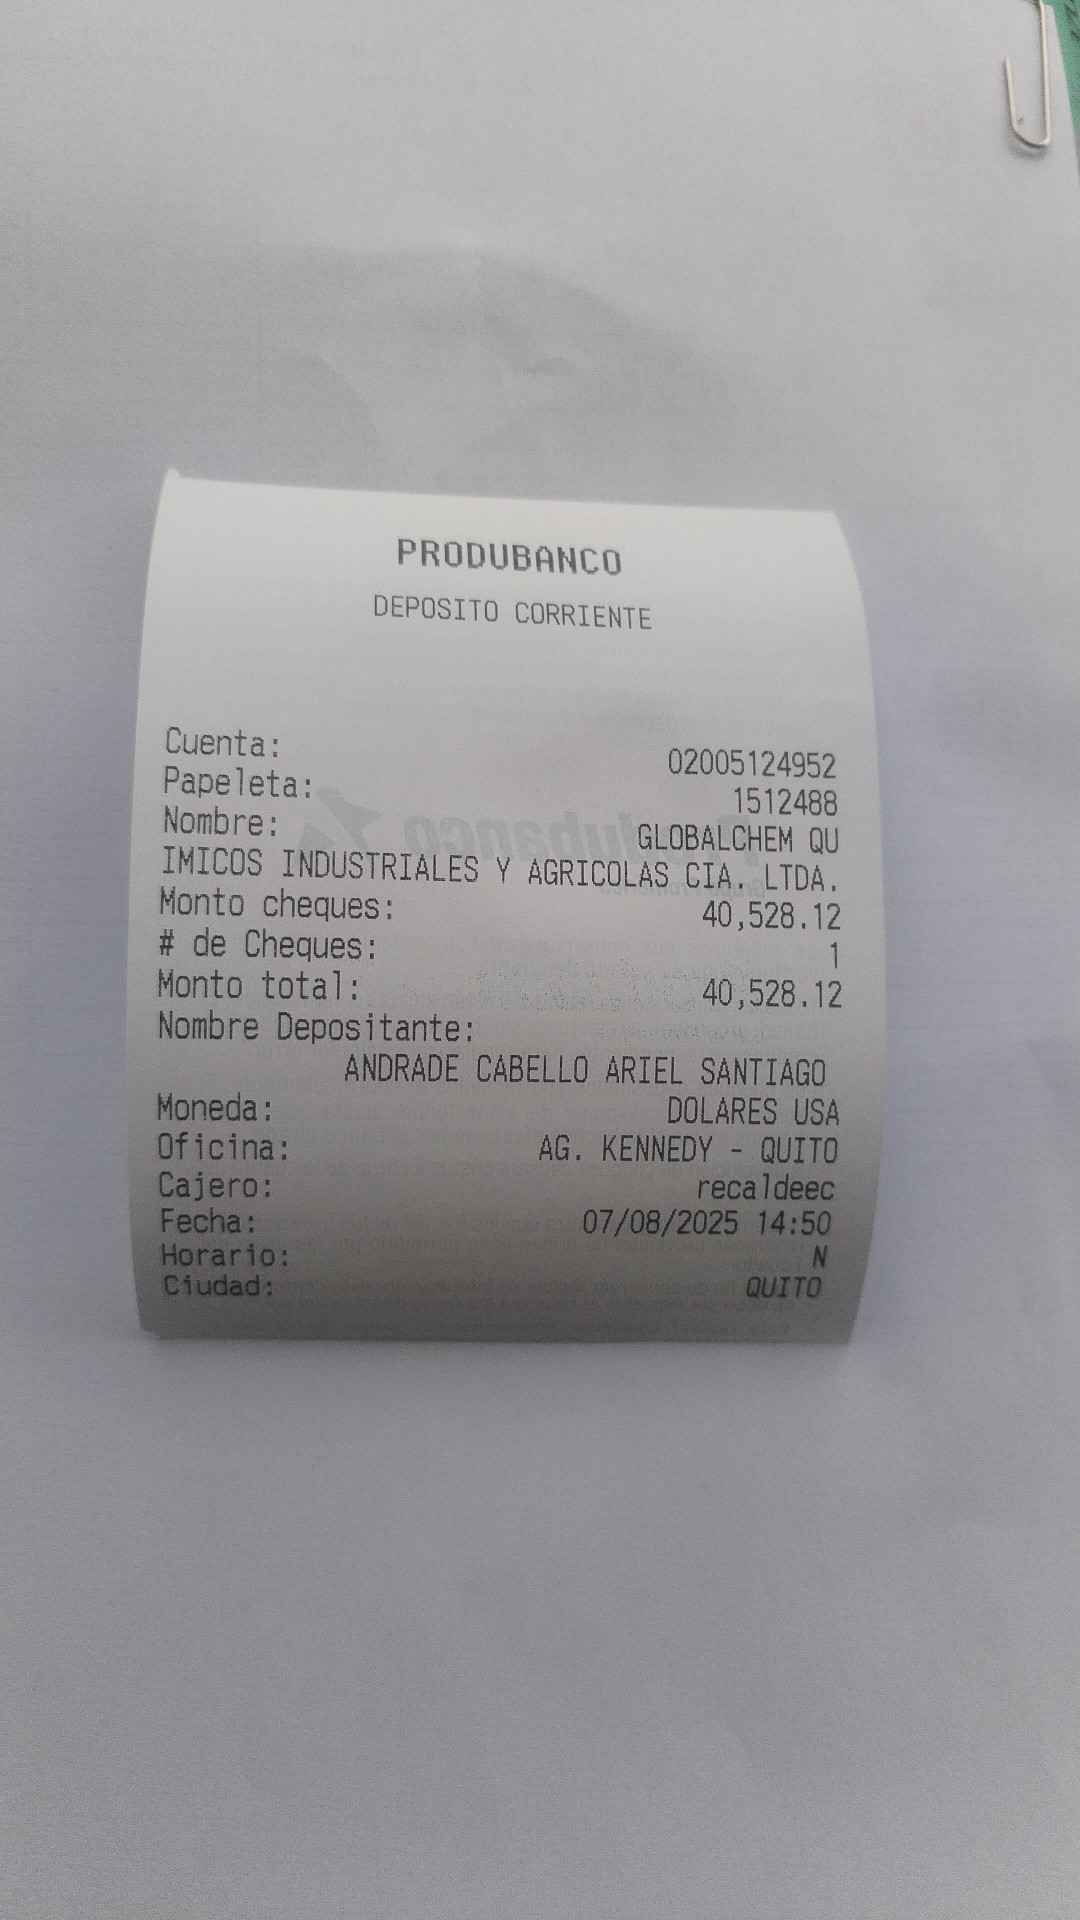 PRODUBANCO
DEPOSITO CORRIENTE
Cuenta: 02005124952
Papeleta: 1512488
Nombre: GLOBALCHEM QU
IMICOS INDUSTRIALES Y AGRICOLAS CIA. LTDA.
Monto cheques: 40,528.12
# de Cheques: 1
Monto total: 40,528.12
Nombre Depositante:
ANDRADE CABELLO ARIEL SANTIAGO
Moneda: DOLARES USA
Oficina: AG. KENNEDY - QUITO
Cajero: recaldeec
Fecha: 07/08/2025 14:50
Horario: N
Ciudad: QUITO
Produbanco